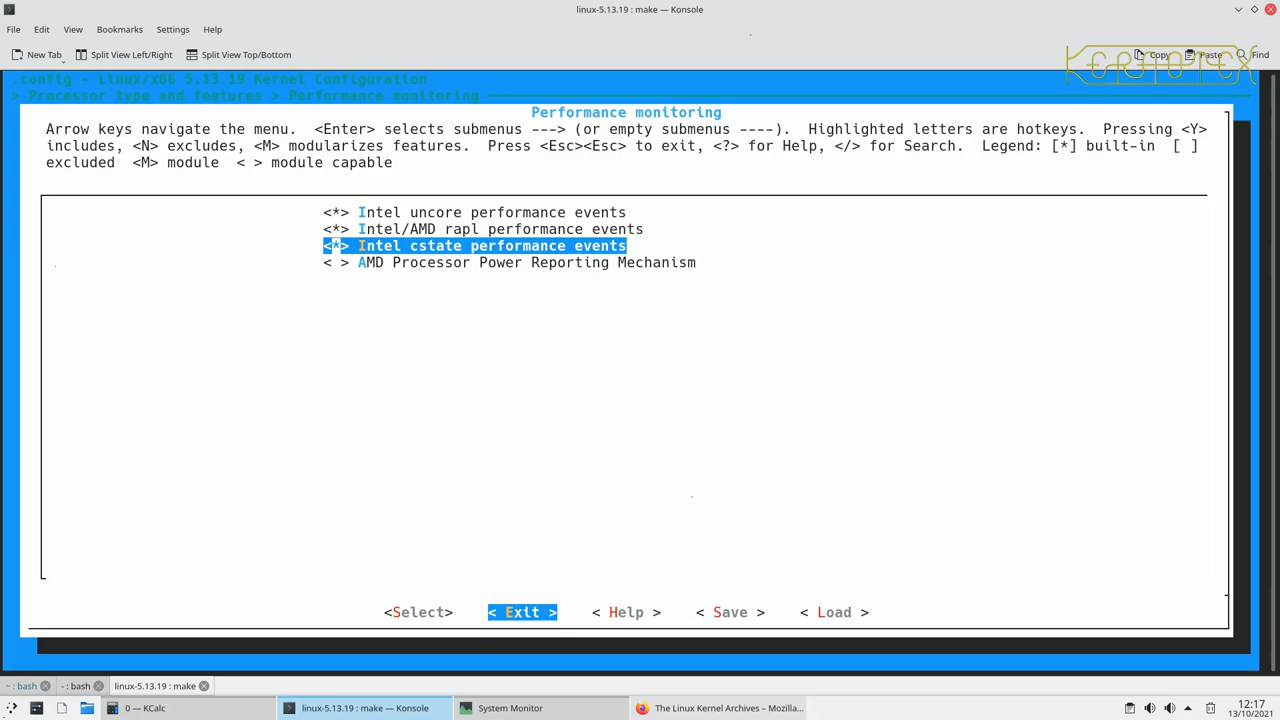 linux-5.13.19 : make — Konsole
File Edit View Bookmarks Settings Help
New Tab Split View Left/Right Split View Top/Bottom Copy Paste Find
KERNOTEX
.config - Linux/x86 5.13.19 Kernel Configuration
> Processor type and features > Performance monitoring
Performance monitoring
Arrow keys navigate the menu. <Enter> selects submenus ---> (or empty submenus ----). Highlighted letters are hotkeys. Pressing <Y>
includes, <N> excludes, <M> modularizes features. Press <Esc><Esc> to exit, <?> for Help, </> for Search. Legend: [*] built-in [ ]
excluded <M> module < > module capable
<*> Intel uncore performance events
<*> Intel/AMD rapl performance events
<*> Intel cstate performance events
< > AMD Processor Power Reporting Mechanism
<Select> < Exit > < Help > < Save > < Load >
~ : bash - : bash linux-5.13.19 : make
0 — KCalc linux-5.13.19 : make — Konsole System Monitor The Linux Kernel Archives – Mozilla... 12:17
13/10/2021